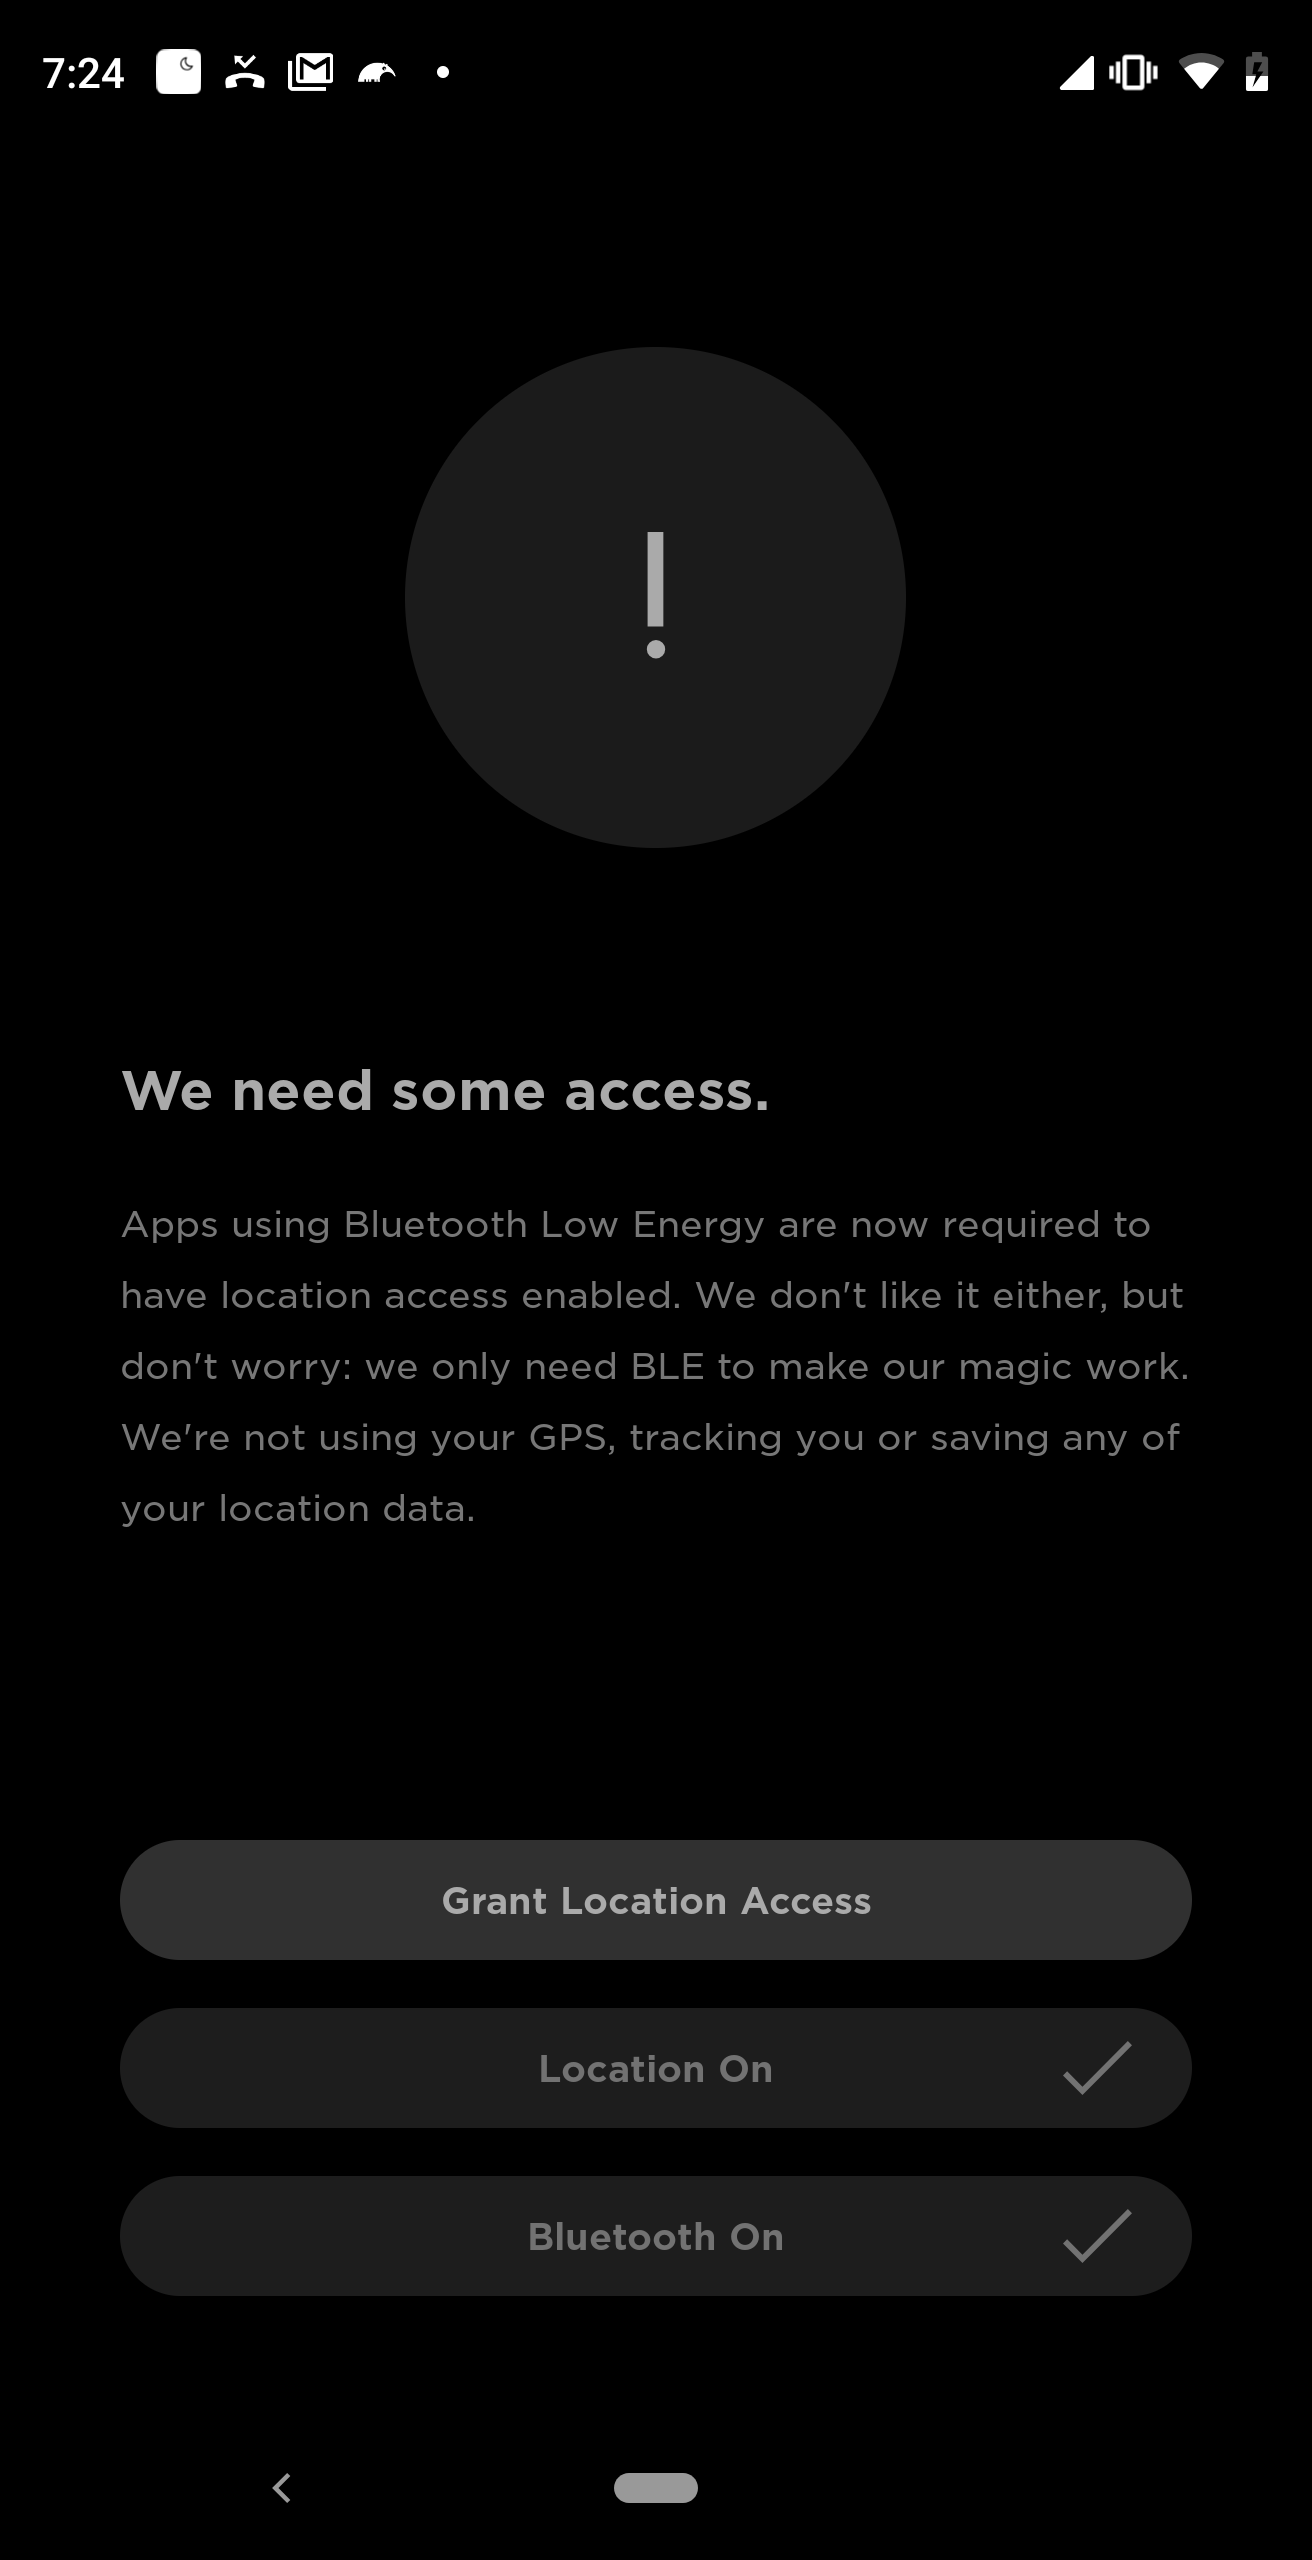 7:24
We need some access.
Apps using Bluetooth Low Energy are now required to
have location access enabled. We don't like it either, but
don't worry: we only need BLE to make our magic work.
We're not using your GPS, tracking you or saving any of
your location data.
Grant Location Access
Location On
Bluetooth On